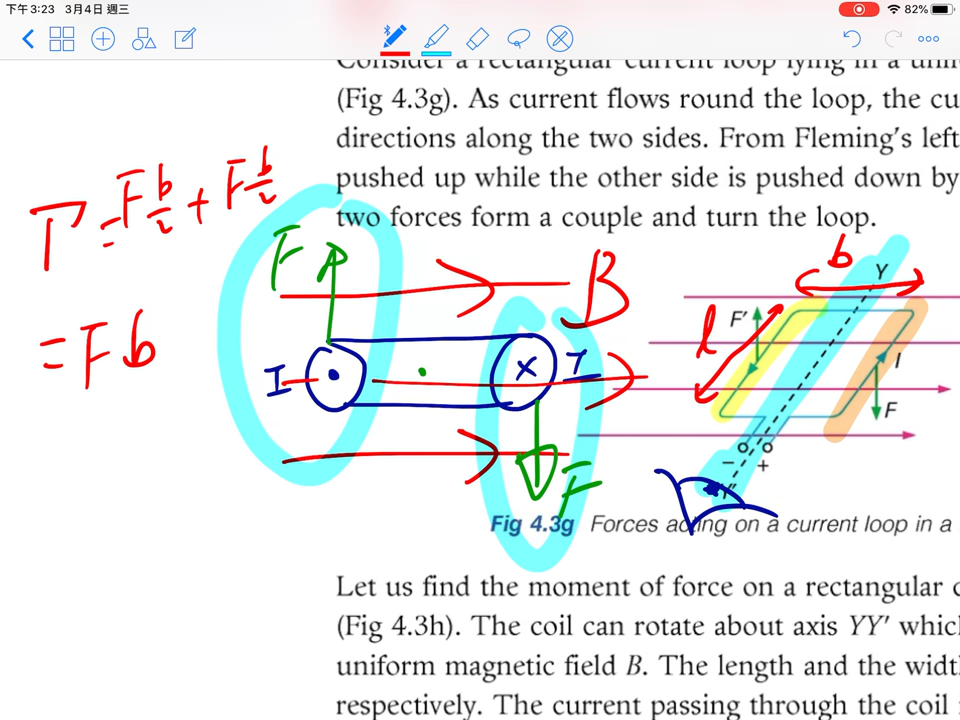 下午3:23 3月4日 週三
82%
Consider a rectangular current loop lying in a
(Fig 4.3g). As current flows round the loop, the
directions along the two sides. From Fleming's left
pushed up while the other side is pushed down by
two forces form a couple and turn the loop.
Γ = F b/2 + F b/2
= F b
F
B
I
I
F
b
l
Y
F'
I
F
− +
Y'
Fig 4.3g Forces acting on a current loop in a
Let us find the moment of force on a rectangular
(Fig 4.3h). The coil can rotate about axis YY′
uniform magnetic field B. The length and the
respectively. The current passing through the coil